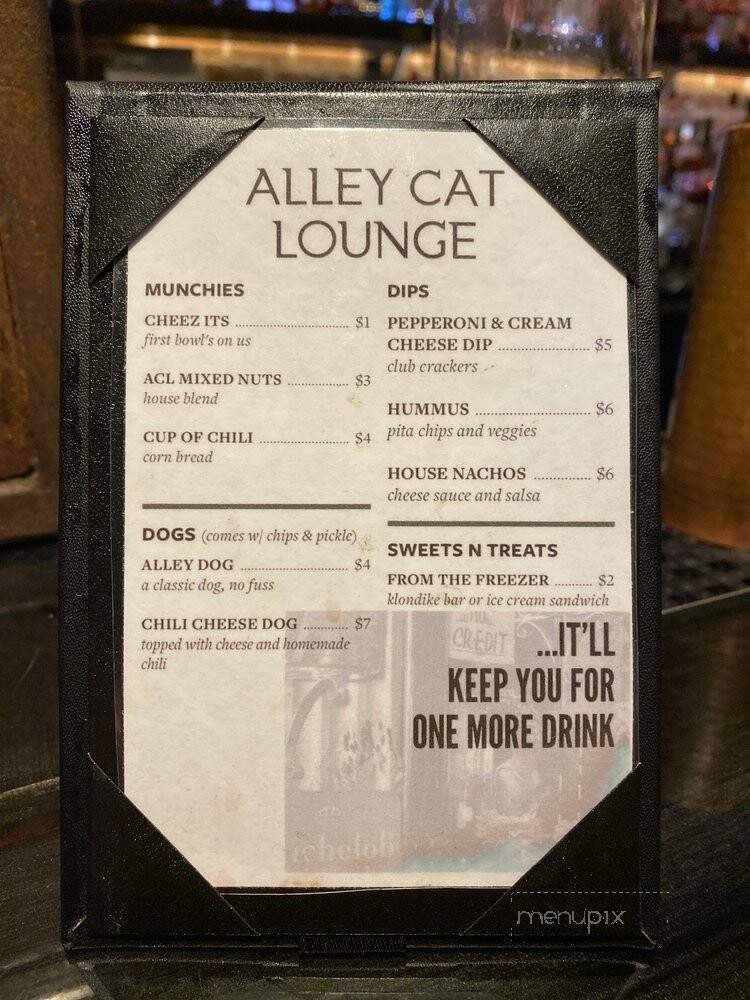 ALLEY CAT
LOUNGE
MUNCHIES
CHEEZ ITS ........................ $1
first bowl's on us
ACL MIXED NUTS ............ $3
house blend
CUP OF CHILI .................... $4
corn bread
DOGS (comes w/ chips & pickle)
ALLEY DOG ....................... $4
a classic dog, no fuss
CHILI CHEESE DOG ......... $7
topped with cheese and homemade
chili
DIPS
PEPPERONI & CREAM
CHEESE DIP .................... $5
club crackers
HUMMUS ......................... $6
pita chips and veggies
HOUSE NACHOS ............ $6
cheese sauce and salsa
SWEETS N TREATS
FROM THE FREEZER ........ $2
klondike bar or ice cream sandwich
CREDIT
...IT'LL
KEEP YOU FOR
ONE MORE DRINK
menupix